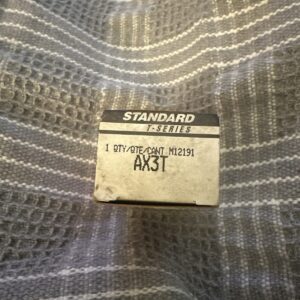 STANDARD
T-SERIES
1 QTY/QTE/CANT M12191
AX3T